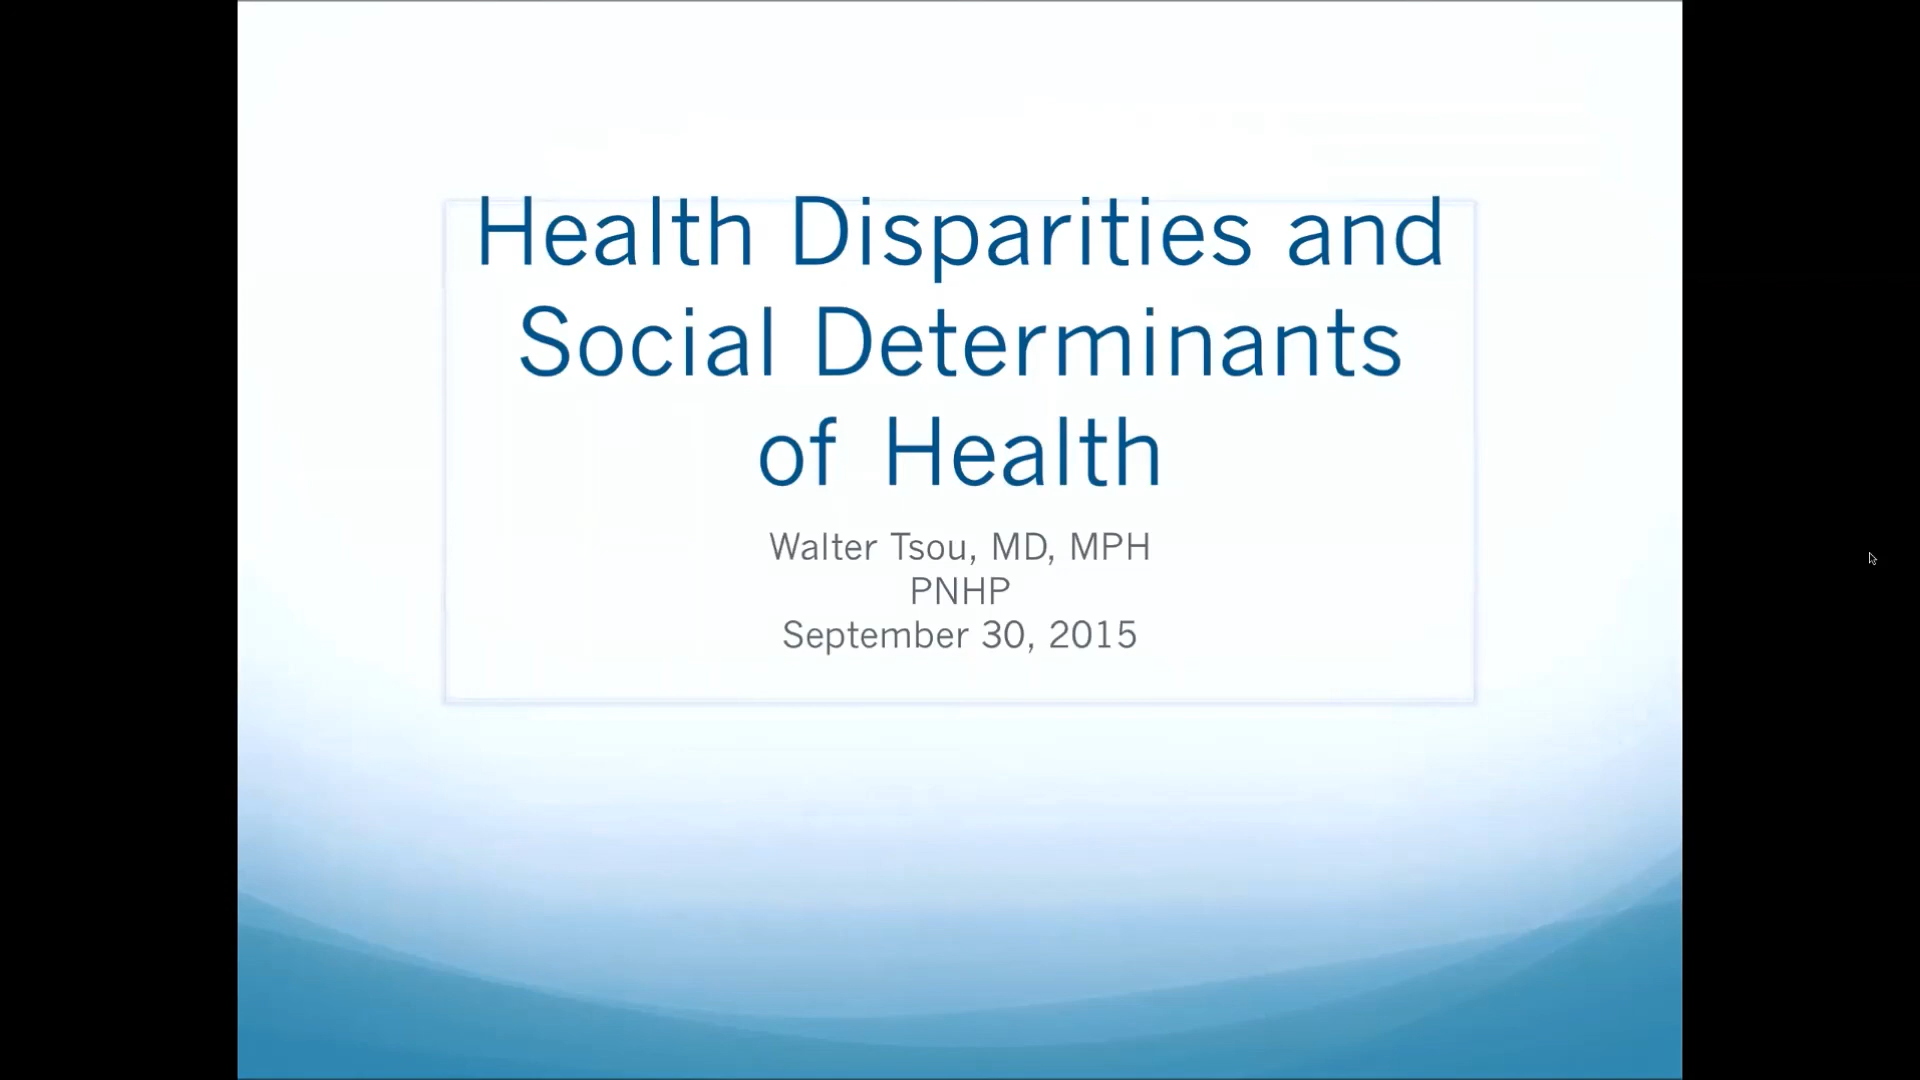 Health Disparities and
Social Determinants
of Health
Walter Tsou, MD, MPH
PNHP
September 30, 2015